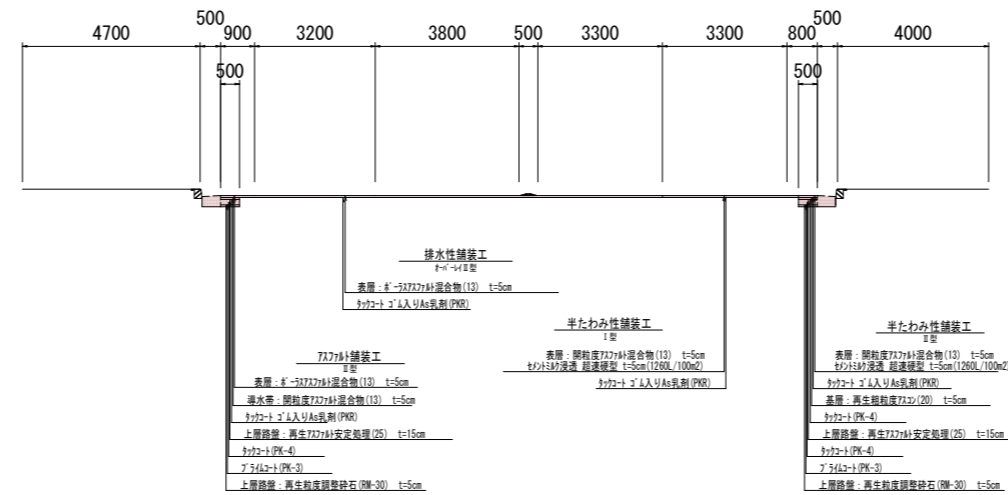 500
500
4700
900
3200
3800
500
3300
3300
800
4000
500
500
排水性舗装工
オーバーレイⅡ型
表層：ポーラスアスファルト混合物(13) t=5cm
タックコート ゴム入りAs乳剤(PKR)
半たわみ性舗装工
Ⅰ型
表層：開粒度アスファルト混合物(13) t=5cm
セメントミルク浸透 超速硬型 t=5cm(1260L/100m2)
タックコート ゴム入りAs乳剤(PKR)
半たわみ性舗装工
Ⅱ型
表層：開粒度アスファルト混合物(13) t=5cm
セメントミルク浸透 超速硬型 t=5cm(1260L/100m2)
タックコート ゴム入りAs乳剤(PKR)
基層：再生粗粒度アスコン(20) t=5cm
タックコート(PK-4)
上層路盤：再生アスファルト安定処理(25) t=15cm
タックコート(PK-4)
プライムコート(PK-3)
上層路盤：再生粒度調整砕石(RM-30) t=5cm
アスファルト舗装工
Ⅱ型
表層：ポーラスアスファルト混合物(13) t=5cm
導水帯：開粒度アスファルト混合物(13) t=5cm
タックコート ゴム入りAs乳剤(PKR)
上層路盤：再生アスファルト安定処理(25) t=15cm
タックコート(PK-4)
プライムコート(PK-3)
上層路盤：再生粒度調整砕石(RM-30) t=5cm